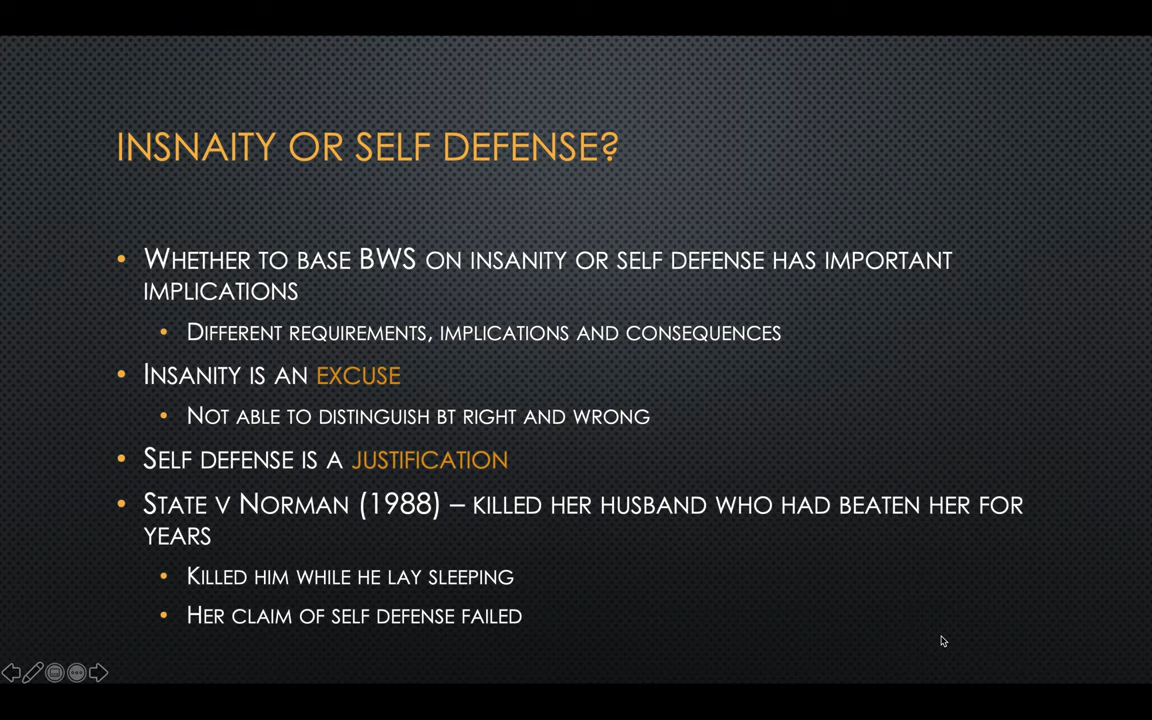 INSNAITY OR SELF DEFENSE?
• WHETHER TO BASE BWS ON INSANITY OR SELF DEFENSE HAS IMPORTANT
IMPLICATIONS
• DIFFERENT REQUIREMENTS, IMPLICATIONS AND CONSEQUENCES
• INSANITY IS AN EXCUSE
• NOT ABLE TO DISTINGUISH BT RIGHT AND WRONG
• SELF DEFENSE IS A JUSTIFICATION
• STATE V NORMAN (1988) – KILLED HER HUSBAND WHO HAD BEATEN HER FOR
YEARS
• KILLED HIM WHILE HE LAY SLEEPING
• HER CLAIM OF SELF DEFENSE FAILED